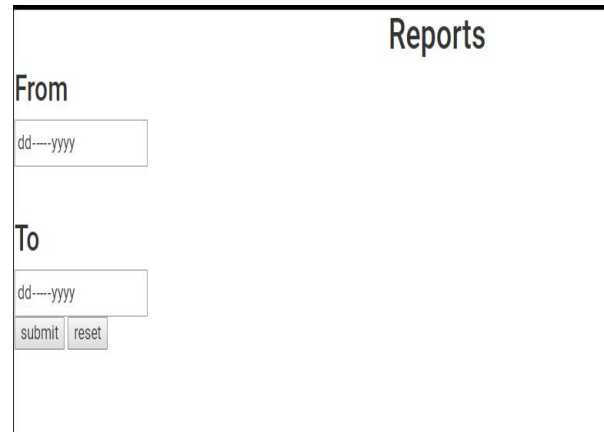 Reports
From
dd-----yyyy
To
dd-----yyyy
submit reset